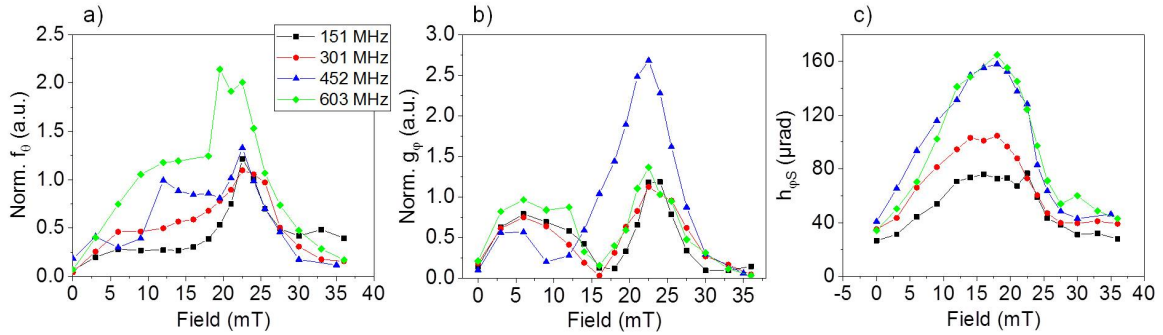 a)
Norm. f_θ (a.u.)
2.5
2.0
1.5
1.0
0.5
0.0
0 5 10 15 20 25 30 35 40
Field (mT)
151 MHz
301 MHz
452 MHz
603 MHz
b)
Norm. g_φ (a.u.)
3.0
2.5
2.0
1.5
1.0
0.5
0.0
0 5 10 15 20 25 30 35
Field (mT)
c)
h_φS (μrad)
160
120
80
40
0
-5 0 5 10 15 20 25 30 35 40
Field (mT)